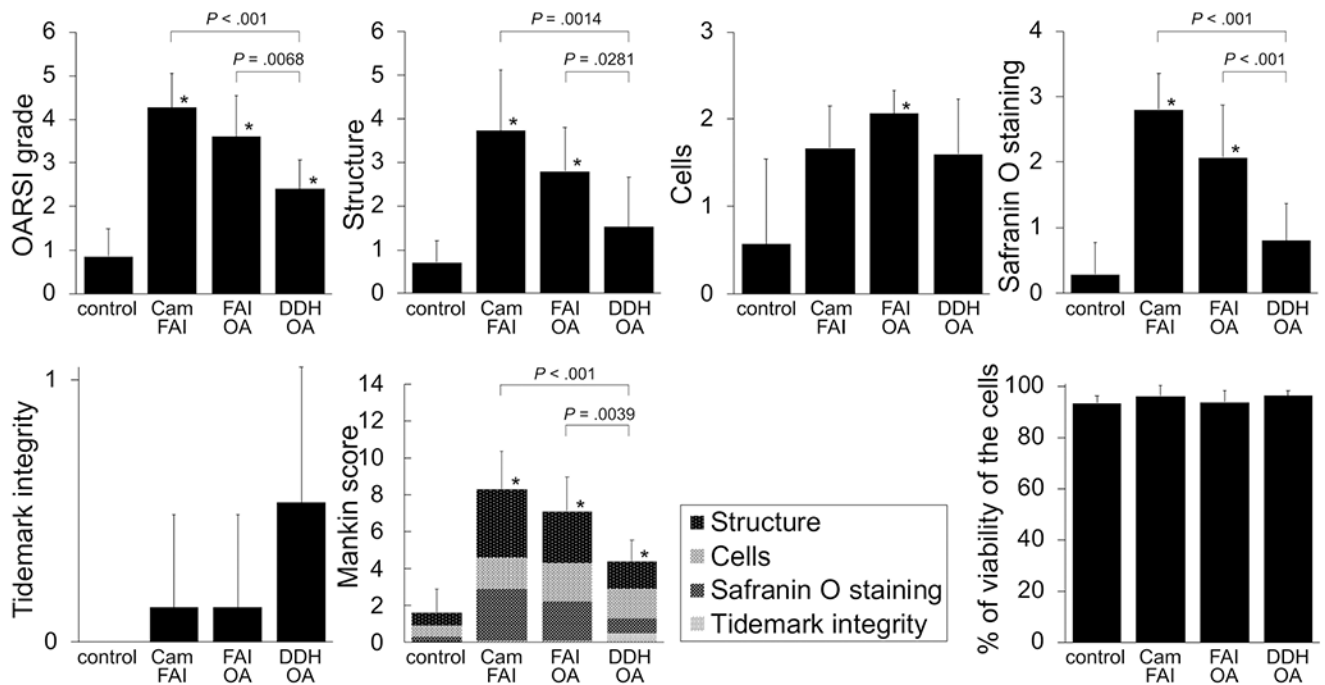 OARSI grade
6
5
4
3
2
1
0
P < .001
P = .0068
*
*
*
control
Cam FAI
FAI OA
DDH OA
Structure
6
5
4
3
2
1
0
P = .0014
P = .0281
*
*
control
Cam FAI
FAI OA
DDH OA
Cells
3
2
1
0
*
control
Cam FAI
FAI OA
DDH OA
Safranin O staining
4
3
2
1
0
P < .001
P < .001
*
*
control
Cam FAI
FAI OA
DDH OA
Tidemark integrity
1
0
control
Cam FAI
FAI OA
DDH OA
Mankin score
14
12
10
8
6
4
2
0
P < .001
P = .0039
*
*
*
control
Cam FAI
FAI OA
DDH OA
Structure
Cells
Safranin O staining
Tidemark integrity
% of viability of the cells
100
80
60
40
20
0
control
Cam FAI
FAI OA
DDH OA